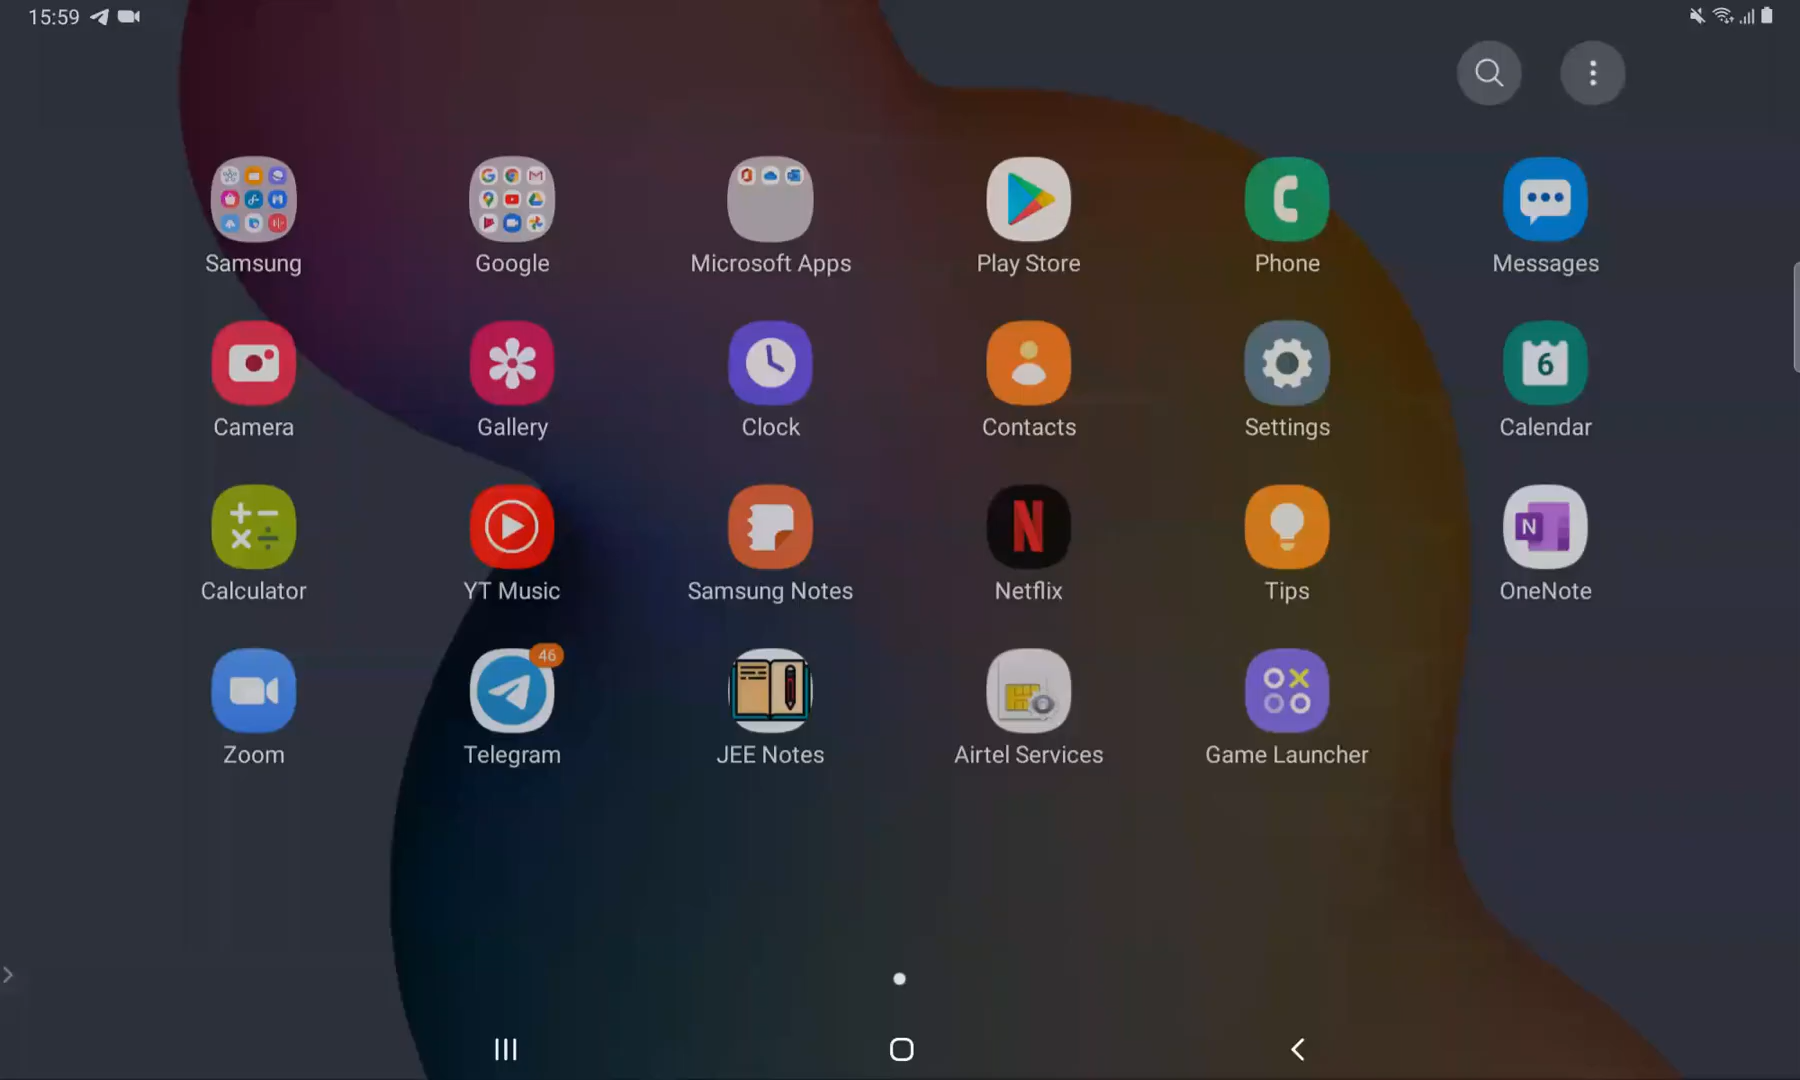 15:59
Samsung Google Microsoft Apps Play Store Phone Messages
6
Camera Gallery Clock Contacts Settings Calendar
N N
Calculator YT Music Samsung Notes Netflix Tips OneNote
46
Zoom Telegram JEE Notes Airtel Services Game Launcher